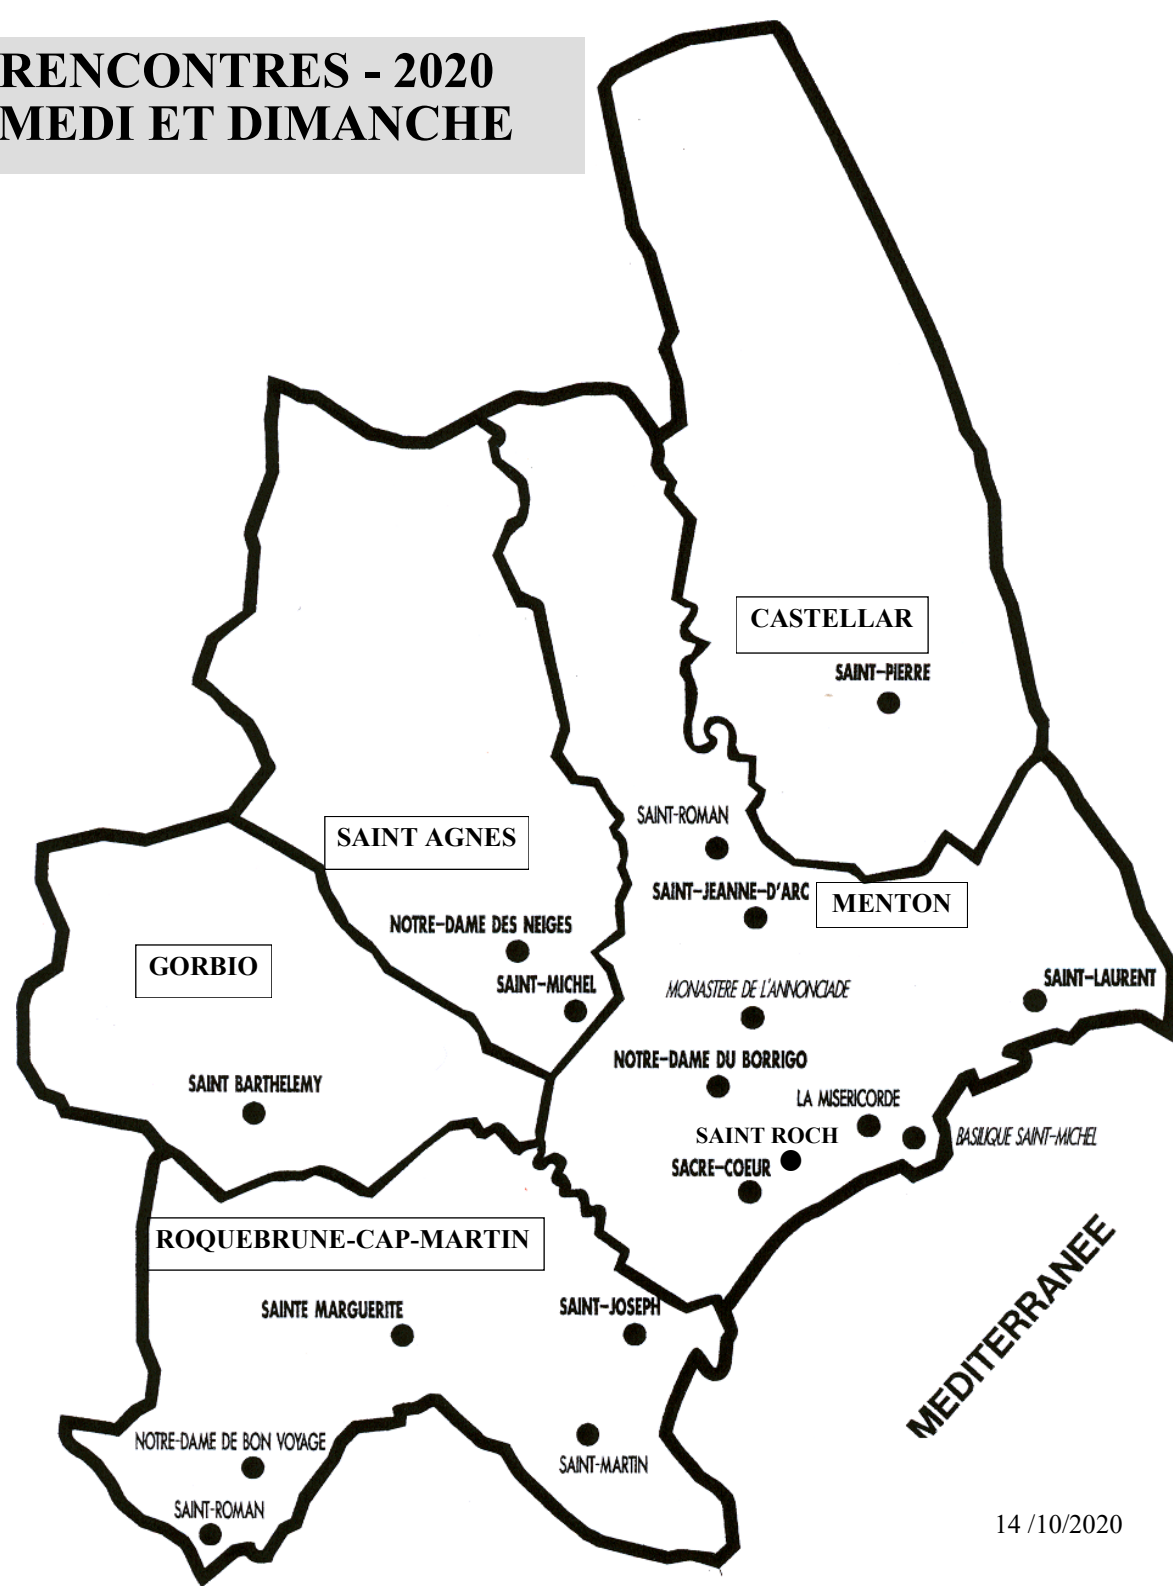 RENCONTRES - 2020
MEDI ET DIMANCHE
CASTELLAR
SAINT-PIERRE
SAINT-ROMAN
SAINT AGNES
SAINT-JEANNE-D'ARC
MENTON
NOTRE-DAME DES NEIGES
GORBIO
SAINT-MICHEL
MONASTERE DE L'ANNONCIADE
SAINT-LAURENT
NOTRE-DAME DU BORRIGO
SAINT BARTHELEMY
LA MISERICORDE
SAINT ROCH
BASILIQUE SAINT-MICHEL
SACRE-COEUR
ROQUEBRUNE-CAP-MARTIN
SAINTE MARGUERITE
SAINT-JOSEPH
MEDITERRANEE
NOTRE-DAME DE BON VOYAGE
SAINT-MARTIN
SAINT-ROMAN
14 /10/2020